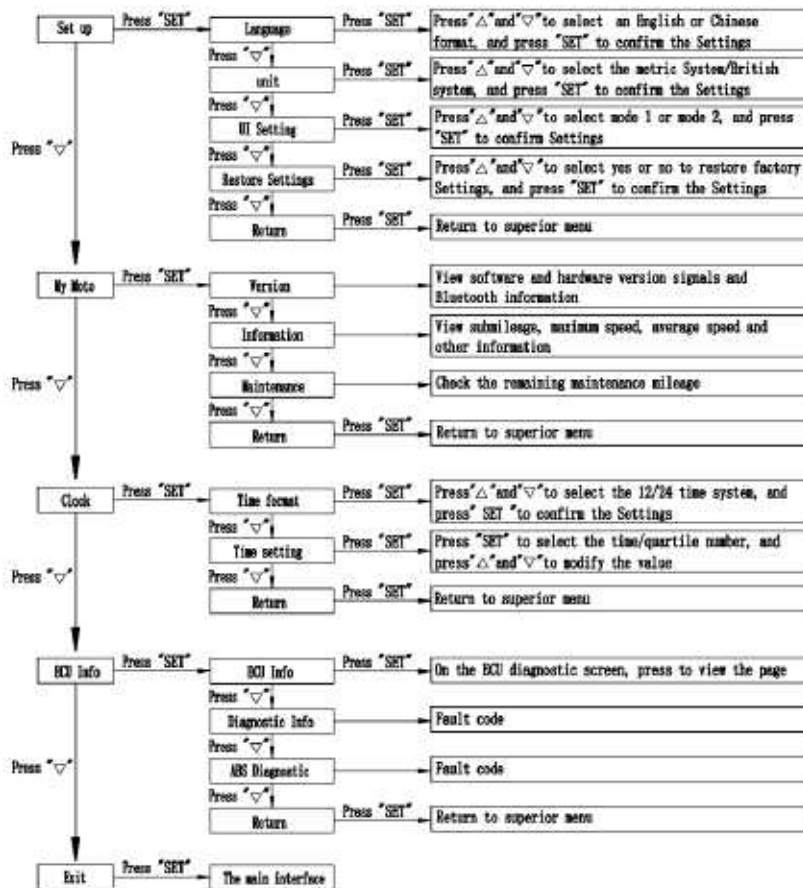 Set up Press "SET" Language Press "SET" Press"△"and"▽"to select an English or Chinese
format, and press "SET" to confirm the Settings
Press "▽"
unit Press "SET" Press"△"and"▽"to select the metric System/British
system, and press "SET" to confirm the Settings
Press "▽"
UI Setting Press "SET" Press"△"and"▽"to select mode 1 or mode 2, and press
"SET" to confirm Settings
Press "▽"
Press "▽"
Restore Settings Press "SET" Press"△"and"▽"to select yes or no to restore factory
Settings, and press "SET" to confirm the Settings
Press "▽"
Return Press "SET" Return to superior menu
My Moto Press "SET" Version View software and hardware version signals and
Bluetooth information
Press "▽"
Information View submileage, maximum speed, average speed and
other information
Press "▽"
Press "▽"
Maintenance Check the remaining maintenance mileage
Press "▽"
Return Press "SET" Return to superior menu
Clock Press "SET" Time format Press "SET" Press"△"and"▽"to select the 12/24 time system, and
press" SET "to confirm the Settings
Press "▽"
Time setting Press "SET" Press "SET" to select the time/quartile number, and
press"△"and"▽"to modify the value
Press "▽"
Press "▽"
Return Press "SET" Return to superior menu
ECU Info Press "SET" ECU Info Press "SET" On the ECU diagnostic screen, press to view the page
Press "▽"
Diagnostic Info Fault code
Press "▽"
Press "▽"
ABS Diagnostic Fault code
Press "▽"
Return Press "SET" Return to superior menu
Exit Press "SET" The main interface